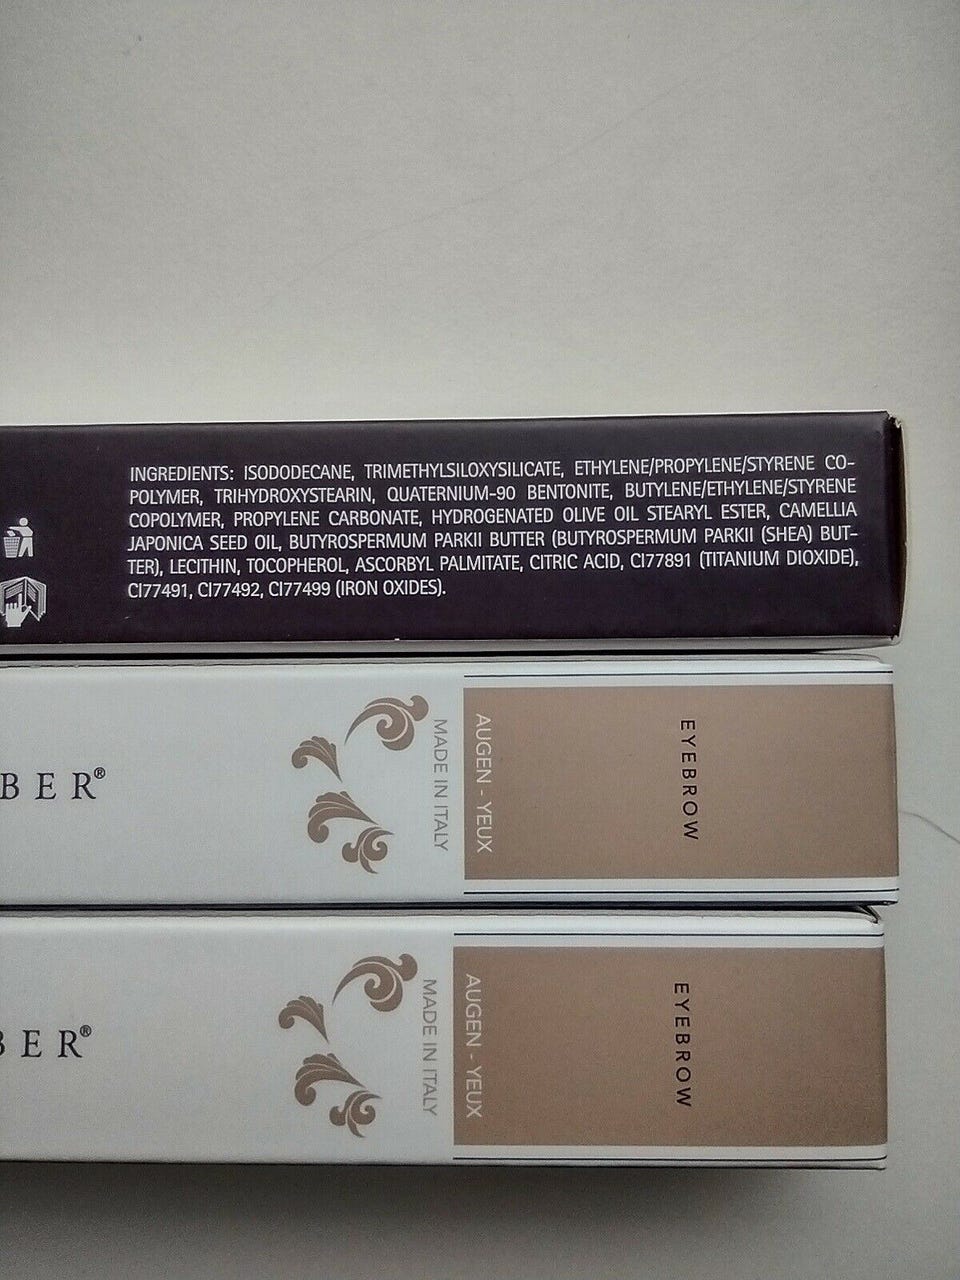 INGREDIENTS: ISODODECANE, TRIMETHYLSILOXYSILICATE, ETHYLENE/PROPYLENE/STYRENE CO-
POLYMER, TRIHYDROXYSTEARIN, QUATERNIUM-90 BENTONITE, BUTYLENE/ETHYLENE/STYRENE
COPOLYMER, PROPYLENE CARBONATE, HYDROGENATED OLIVE OIL STEARYL ESTER, CAMELLIA
JAPONICA SEED OIL, BUTYROSPERMUM PARKII BUTTER (BUTYROSPERMUM PARKII (SHEA) BUT-
TER), LECITHIN, TOCOPHEROL, ASCORBYL PALMITATE, CITRIC ACID, CI77891 (TITANIUM DIOXIDE),
CI77491, CI77492, CI77499 (IRON OXIDES).
BER®
MADE IN ITALY
AUGEN - YEUX
EYEBROW
BER®
MADE IN ITALY
AUGEN - YEUX
EYEBROW